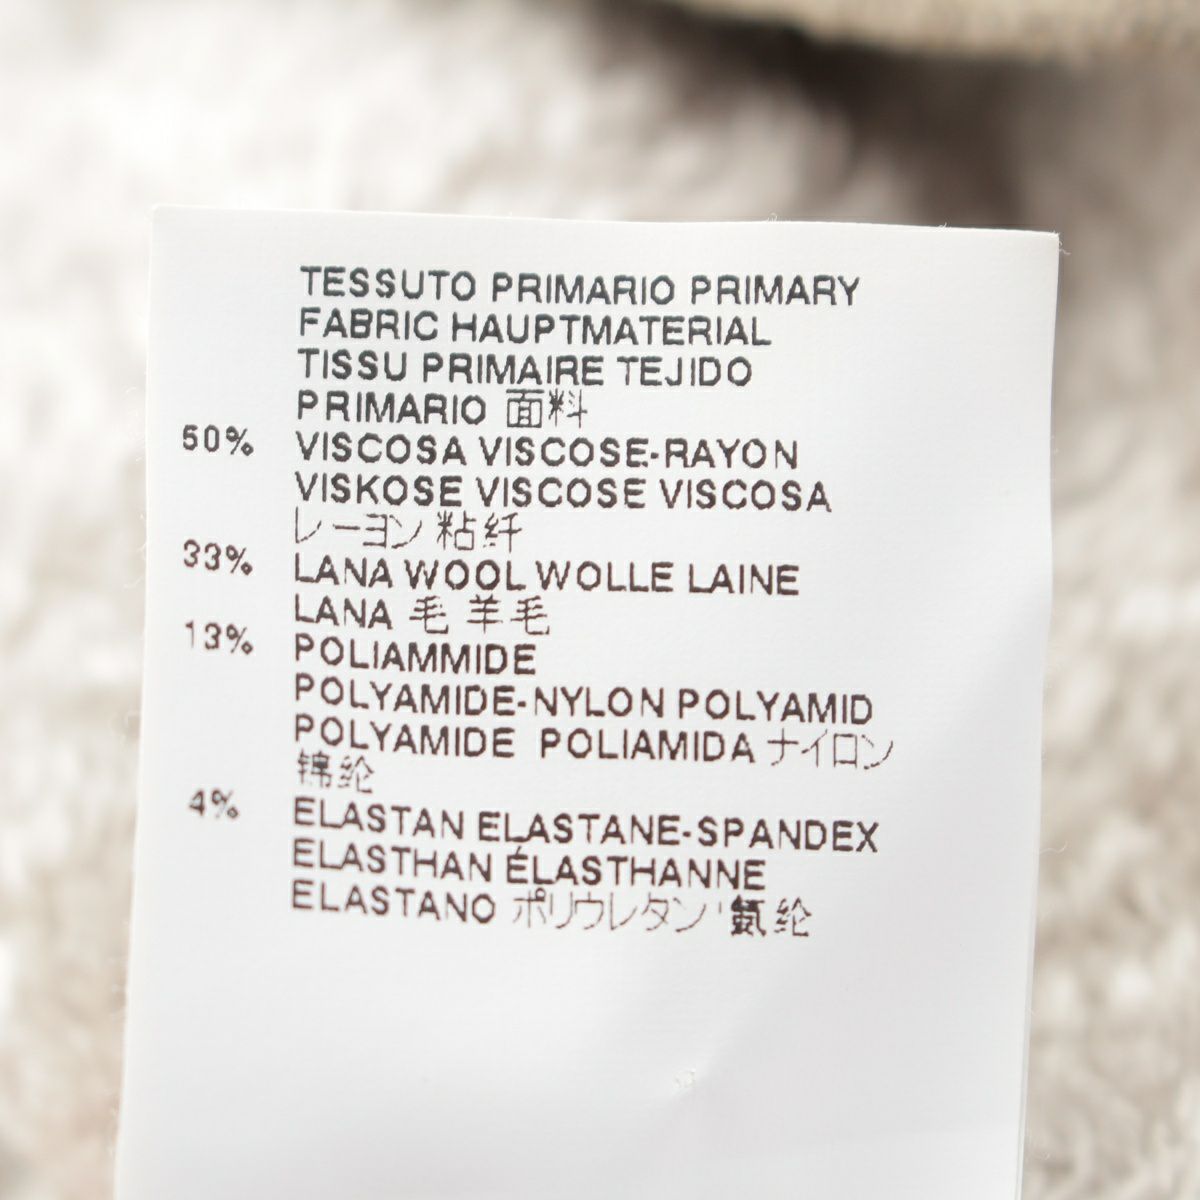 TESSUTO PRIMARIO PRIMARY
FABRIC HAUPTMATERIAL
TISSU PRIMAIRE TEJIDO
PRIMARIO 面料
50% VISCOSA VISCOSE-RAYON
VISKOSE VISCOSE VISCOSA
レーヨン 粘纤
33% LANA WOOL WOLLE LAINE
LANA 毛 羊毛
13% POLIAMMIDE
POLYAMIDE-NYLON POLYAMID
POLYAMIDE POLIAMIDA ナイロン
锦纶
4% ELASTAN ELASTANE-SPANDEX
ELASTHAN ÉLASTHANNE
ELASTANO ポリウレタン 氨纶